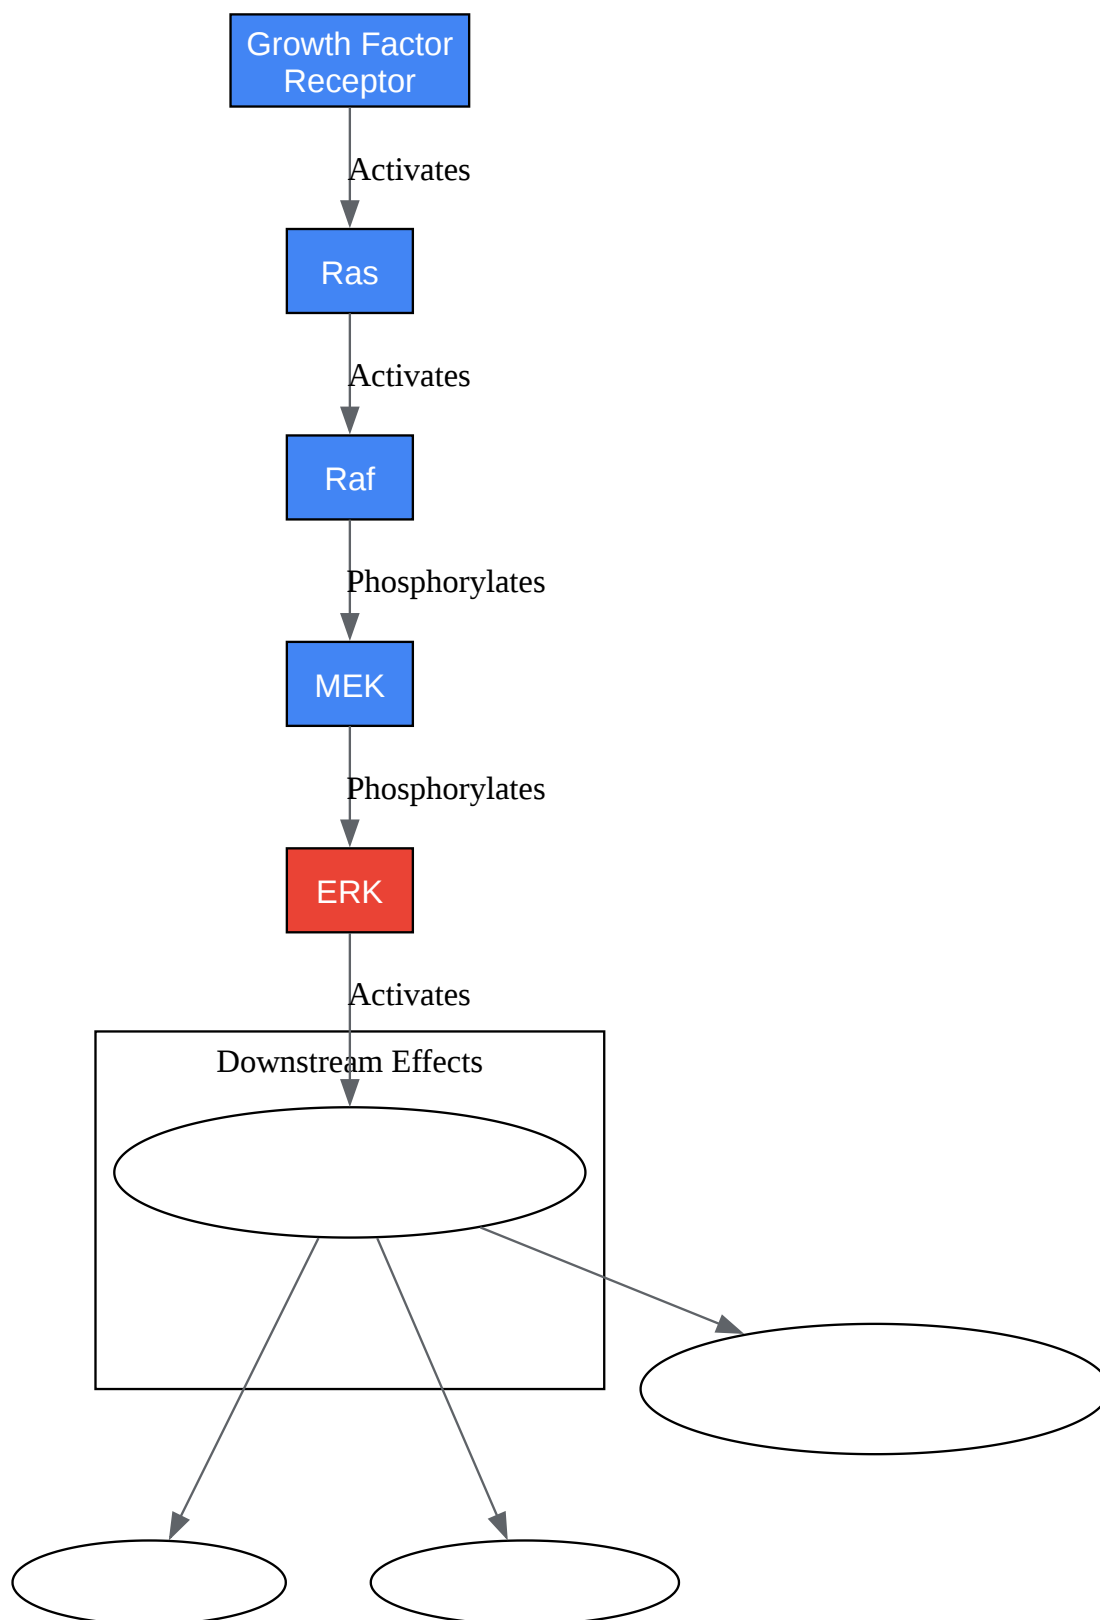 Growth Factor
Receptor
Activates
Ras
Activates
Raf
Phosphorylates
MEK
Phosphorylates
ERK
Activates
Downstream Effects